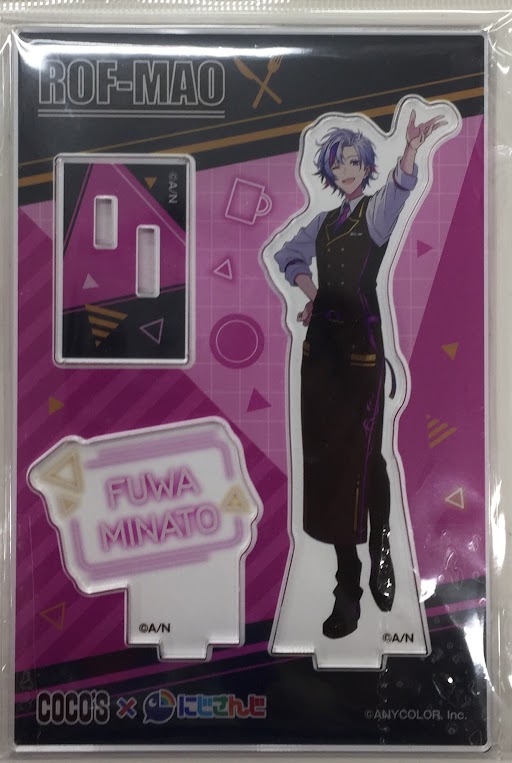 ROF-MAO
©A/N
FUWA
MINATO
©A/N
©A/N
COCO'S × にじさんじ
©ANYCOLOR, Inc.